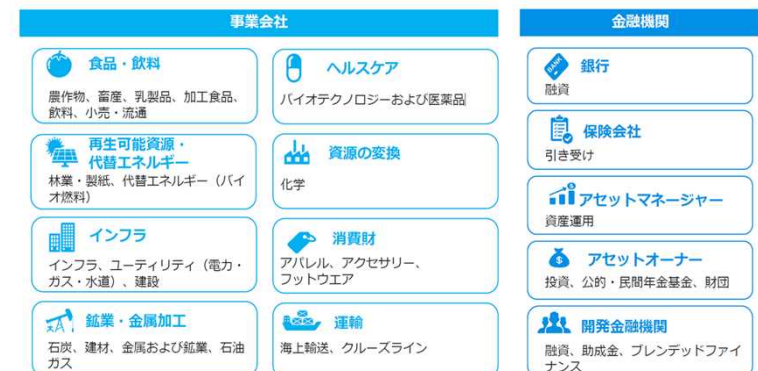 事業会社
食品・飲料
農作物、畜産、乳製品、加工食品、
飲料、小売・流通
ヘルスケア
バイオテクノロジーおよび医薬品
再生可能資源・
代替エネルギー
林業・製紙、代替エネルギー（バイ
オ燃料）
資源の変換
化学
インフラ
インフラ、ユーティリティ（電力・
ガス・水道）、建設
消費財
アパレル、アクセサリー、
フットウエア
鉱業・金属加工
石炭、建材、金属および鉱業、石油
ガス
運輸
海上輸送、クルーズライン
金融機関
BANK
銀行
融資
保険会社
引き受け
アセットマネージャー
資産運用
アセットオーナー
投資、公的・民間年金基金、財団
開発金融機関
融資、助成金、ブレンデッドファイ
ナンス